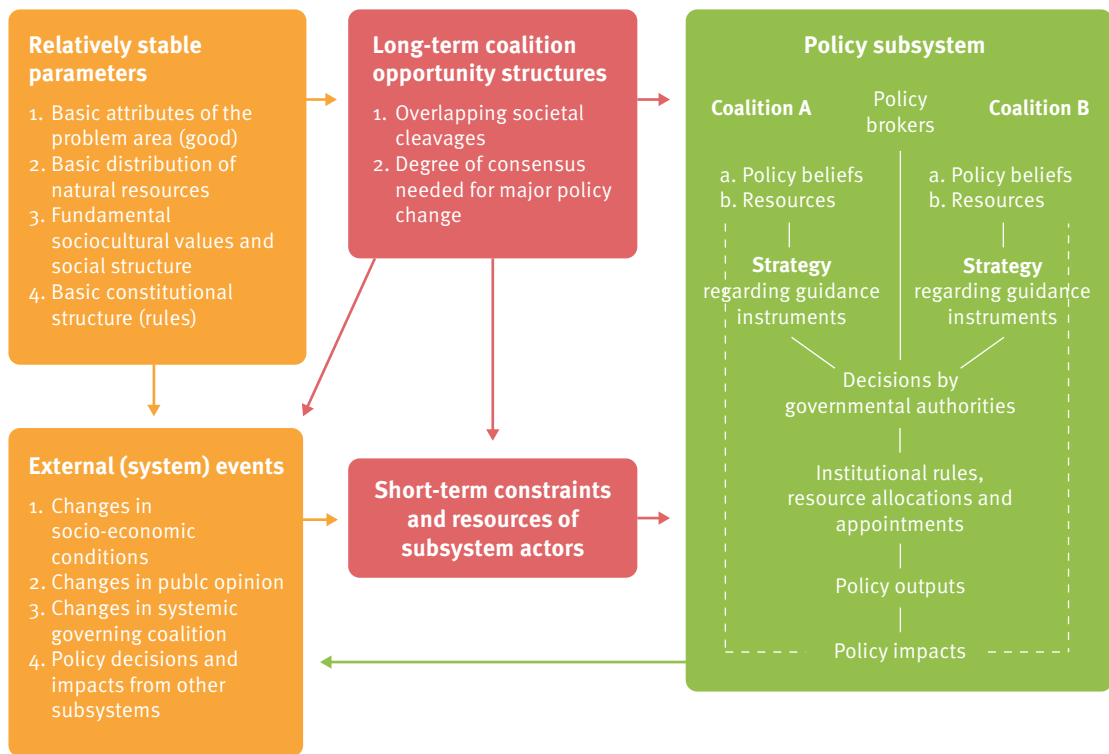 Relatively stable
parameters
1. Basic attributes of the
problem area (good)
2. Basic distribution of
natural resources
3. Fundamental
sociocultural values and
social structure
4. Basic constitutional
structure (rules)
Long-term coalition
opportunity structures
1. Overlapping societal
cleavages
2. Degree of consensus
needed for major policy
change
External (system) events
1. Changes in
socio-economic
conditions
2. Changes in publc opinion
3. Changes in systemic
governing coalition
4. Policy decisions and
impacts from other
subsystems
Short-term constraints
and resources of
subsystem actors
Policy subsystem
Coalition A
a. Policy beliefs
b. Resources
Strategy
regarding guidance
instruments
Policy
brokers
Coalition B
a. Policy beliefs
b. Resources
Strategy
regarding guidance
instruments
Decisions by
governmental authorities
Institutional rules,
resource allocations and
appointments
Policy outputs
Policy impacts